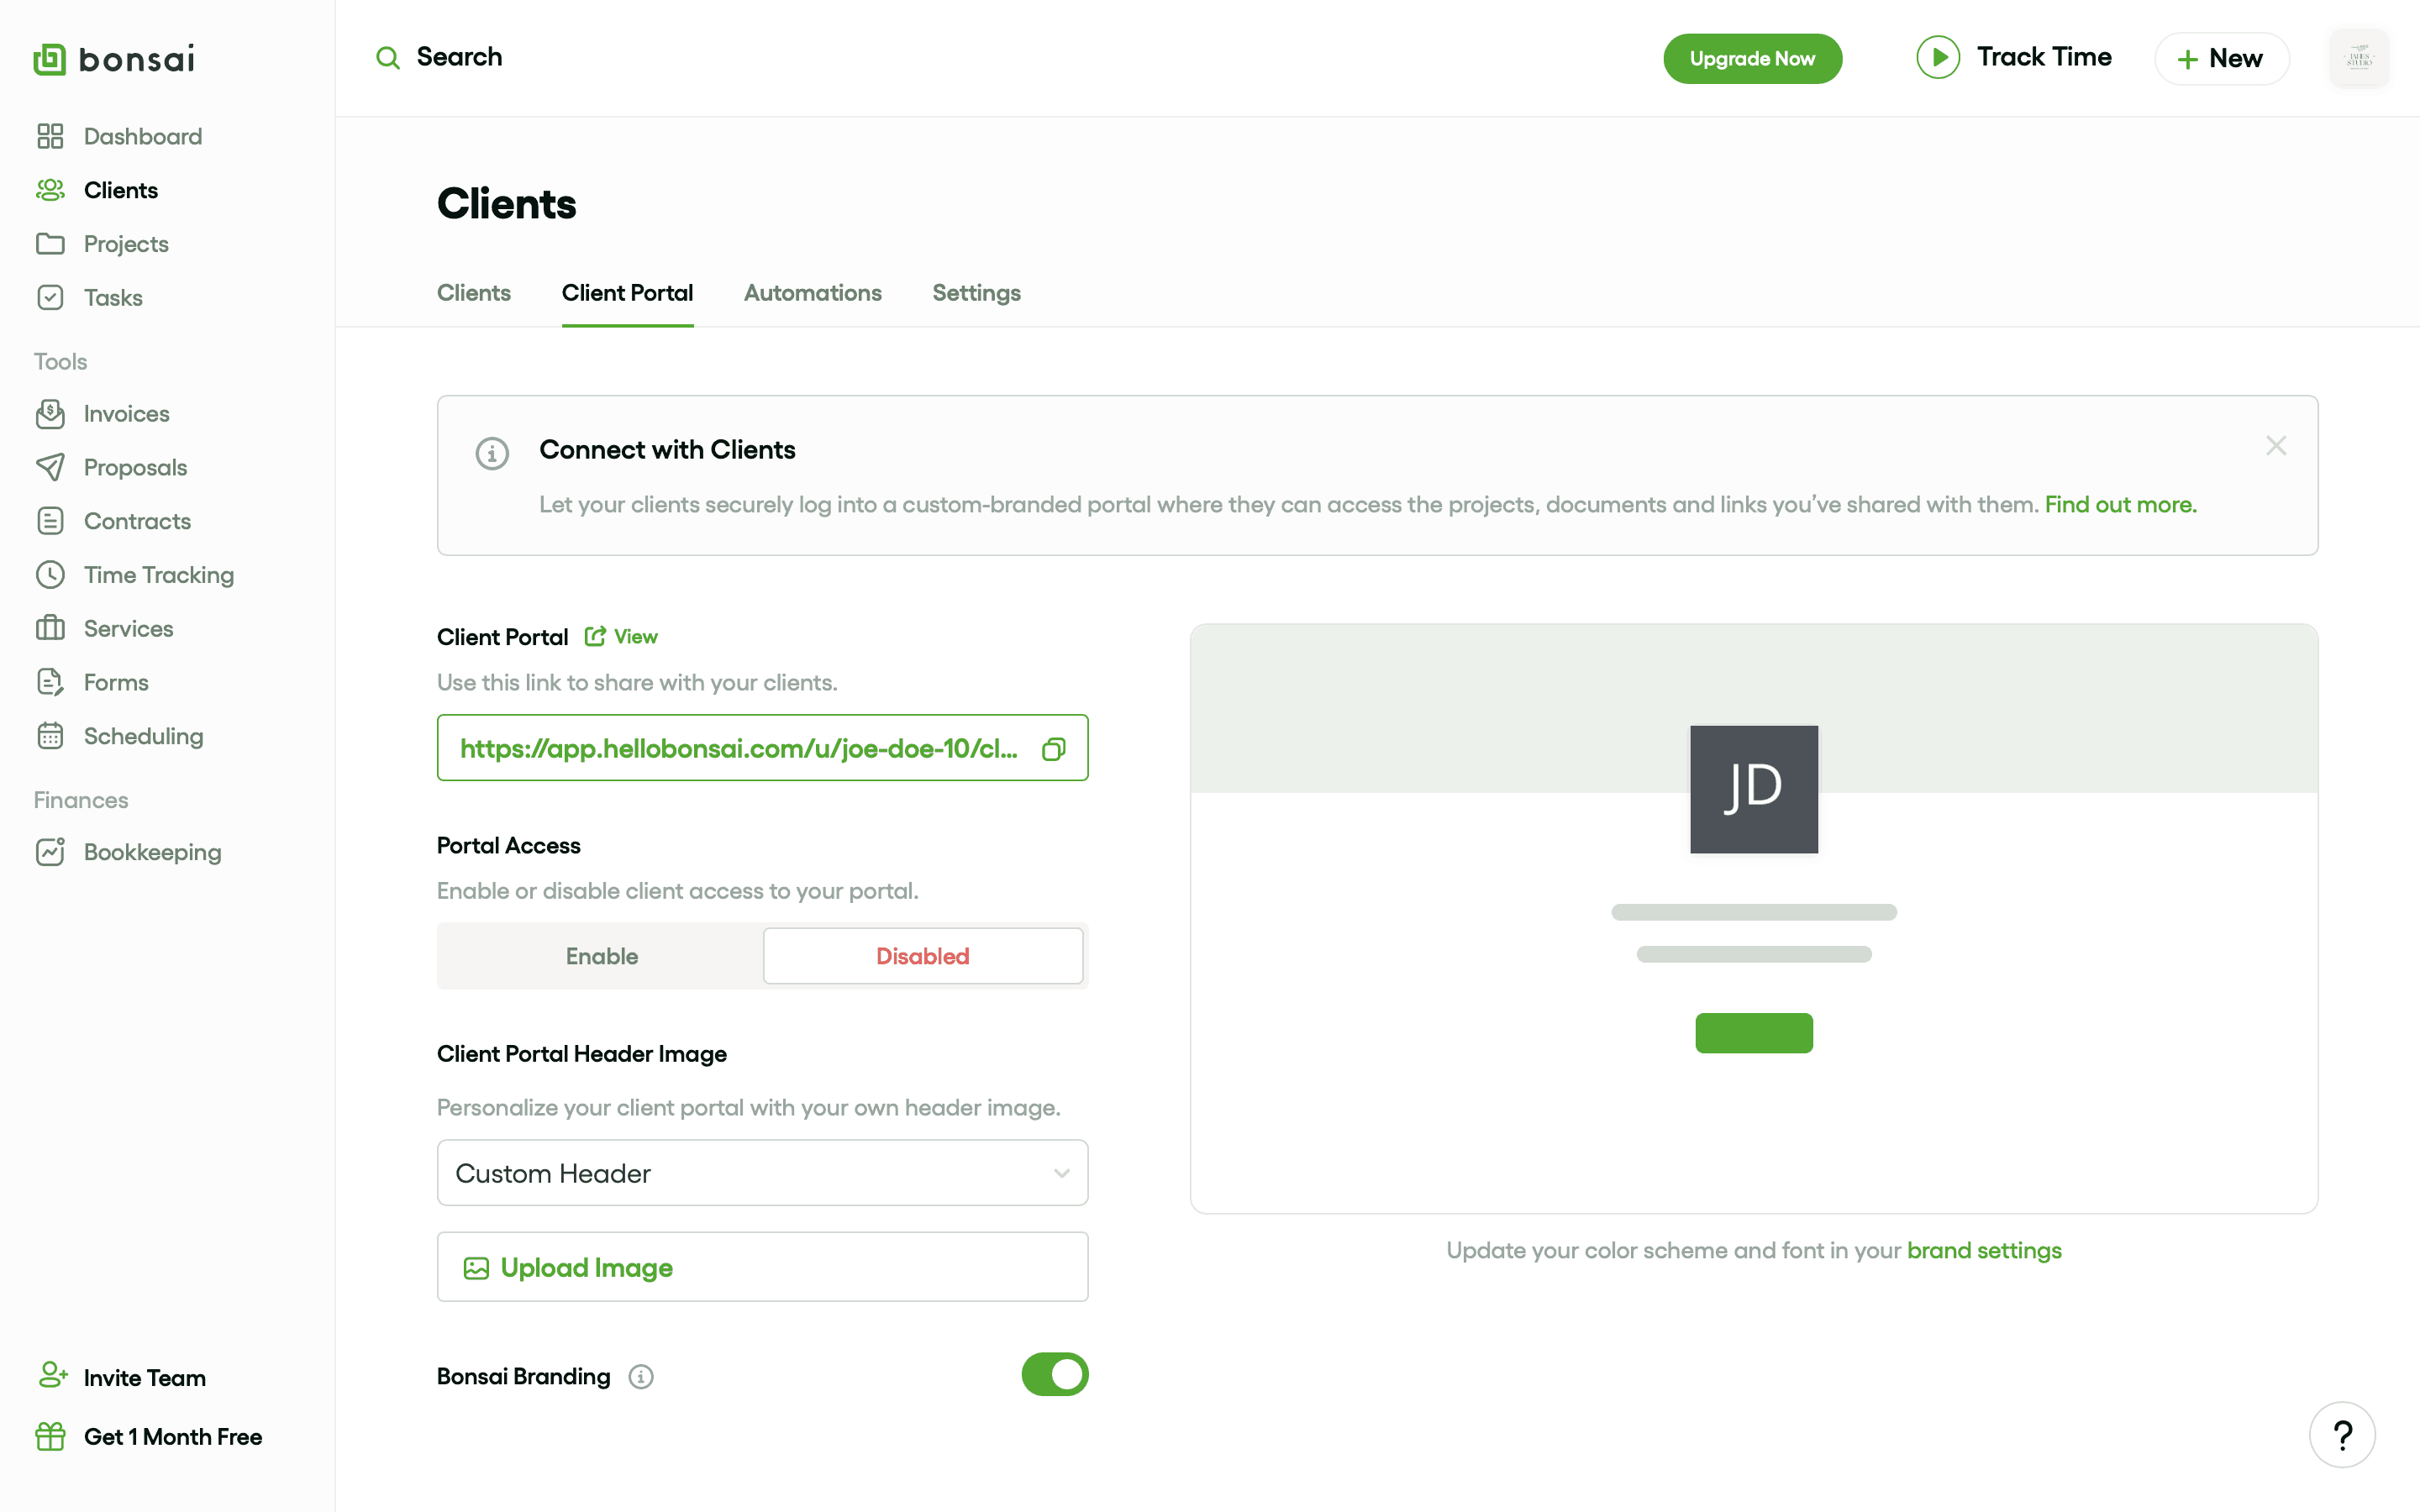 bonsai
Search
Upgrade Now
Track Time
New
JADE'S
STUDIO
Dashboard
Clients
Projects
Tasks
Tools
Invoices
Proposals
Contracts
Time Tracking
Services
Forms
Scheduling
Finances
Bookkeeping
Invite Team
Get 1 Month Free
Clients
Clients
Client Portal
Automations
Settings
Connect with Clients
Let your clients securely log into a custom-branded portal where they can access the projects, documents and links you've shared with them. Find out more.
Client Portal View
Use this link to share with your clients.
https://app.hellobonsai.com/u/joe-doe-10/cl...
Portal Access
Enable or disable client access to your portal.
Enable
Disabled
Client Portal Header Image
Personalize your client portal with your own header image.
Custom Header
Upload Image
Bonsai Branding
JD
Update your color scheme and font in your brand settings
?